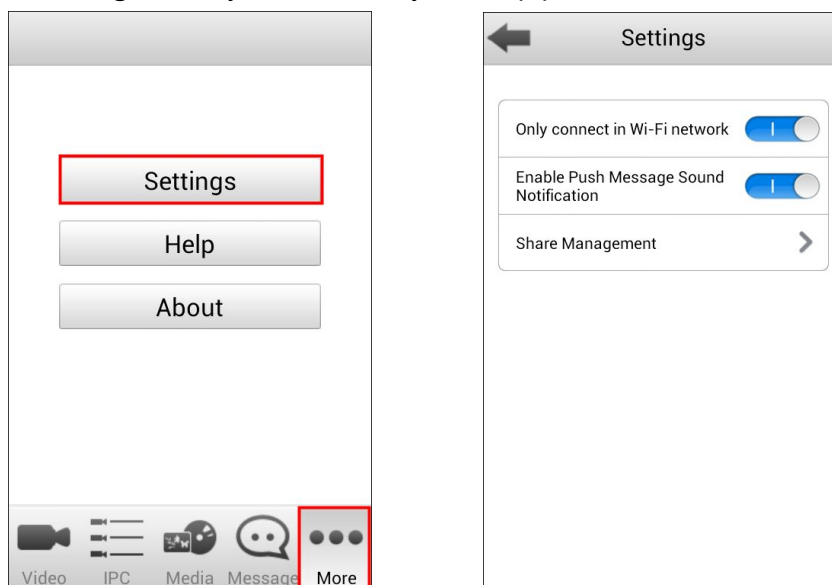 Settings
Help
About
Video IPC Media Message More
Settings
Only connect in Wi-Fi network
Enable Push Message Sound
Notification
Share Management